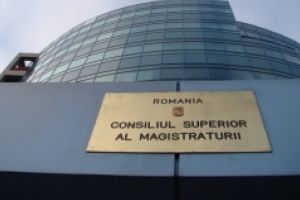 ROMANIA
CONSILIUL SUPERIOR
AL MAGISTRATURII